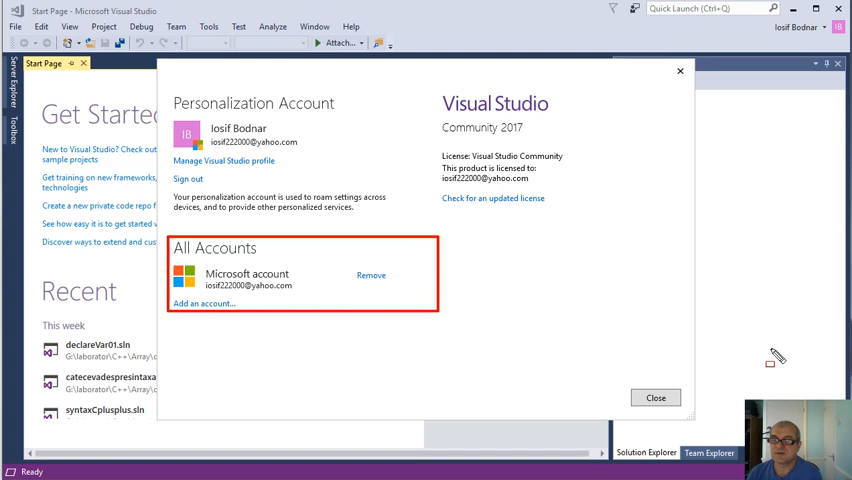 Start Page - Microsoft Visual Studio
Quick Launch (Ctrl+Q)
File Edit View Project Debug Team Tools Test Analyze Window Help
Iosif Bodnar IB
Attach...
Server Explorer
Toolbox
Start Page
Get Started
New to Visual Studio? Check out
sample projects
Get training on new frameworks,
technologies
Create a new private code repo f
See how easy it is to get started w
Discover ways to extend and cus
Recent
This week
declareVar01.sln
G:\laborator\C++\Array
catecevadespresintaxa
G:\laborator\C++\Array
syntaxCplusplus.sln
G:\laborator\C++\Array
Personalization Account
IB
Iosif Bodnar
iosif222000@yahoo.com
Manage Visual Studio profile
Sign out
Your personalization account is used to roam settings across
devices, and to provide other personalized services.
All Accounts
Microsoft account
iosif222000@yahoo.com
Remove
Add an account...
Visual Studio
Community 2017
License: Visual Studio Community
This product is licensed to:
iosif222000@yahoo.com
Check for an updated license
Close
Solution Explorer Team Explorer
Ready